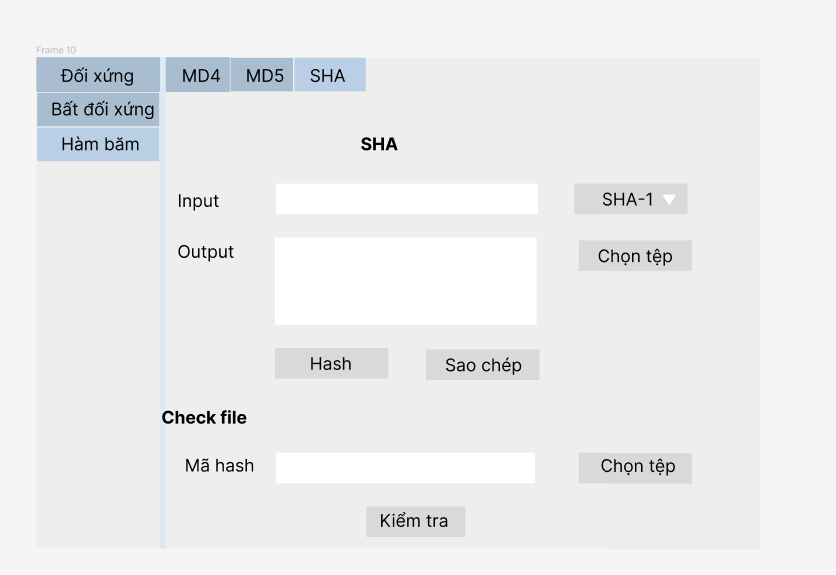 Frame 10
Đối xứng
MD4
MD5
SHA
Bất đối xứng
Hàm băm
SHA
Input
SHA-1
Output
Chọn tệp
Hash
Sao chép
Check file
Mã hash
Chọn tệp
Kiểm tra